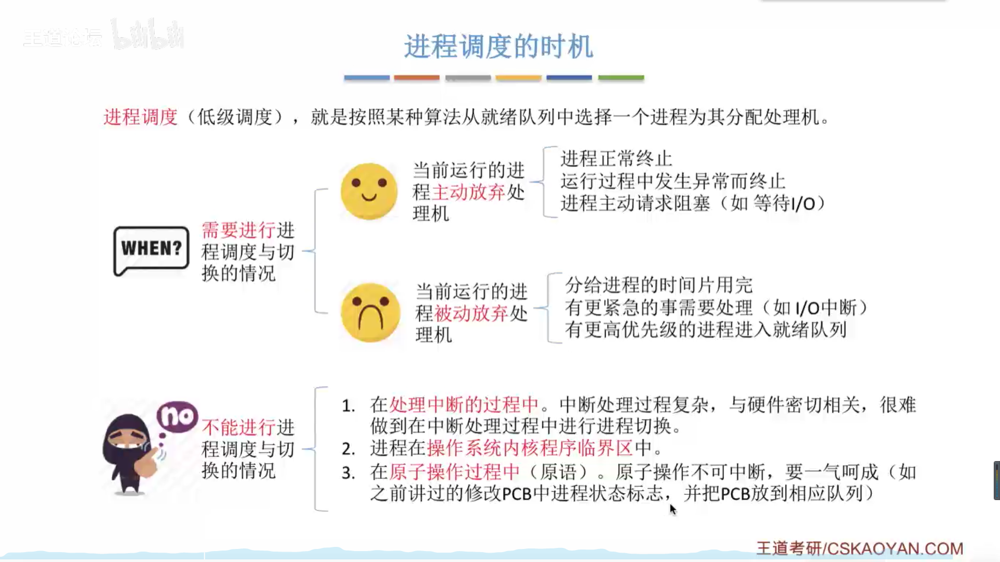 王道论坛 bilibili
进程调度的时机
进程调度（低级调度），就是按照某种算法从就绪队列中选择一个进程为其分配处理机。
WHEN?
需要进行进
程调度与切
换的情况
当前运行的进
程主动放弃处
理机
进程正常终止
运行过程中发生异常而终止
进程主动请求阻塞（如 等待I/O）
当前运行的进
程被动放弃处
理机
分给进程的时间片用完
有更紧急的事需要处理（如 I/O中断）
有更高优先级的进程进入就绪队列
no
不能进行进
程调度与切
换的情况
1. 在处理中断的过程中。中断处理过程复杂，与硬件密切相关，很难
做到在中断处理过程中进行进程切换。
2. 进程在操作系统内核程序临界区中。
3. 在原子操作过程中（原语）。原子操作不可中断，要一气呵成（如
之前讲过的修改PCB中进程状态标志，并把PCB放到相应队列）
王道考研/CSKAOYAN.COM